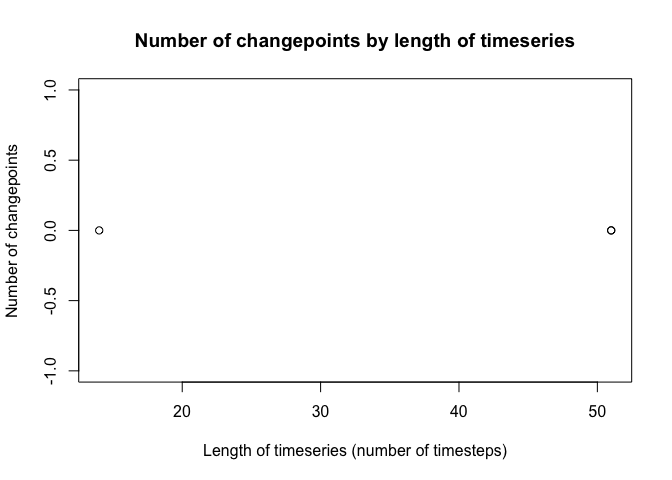 Number of changepoints by length of timeseries
Number of changepoints
1.0
0.5
0.0
-0.5
-1.0
20 30 40 50
Length of timeseries (number of timesteps)